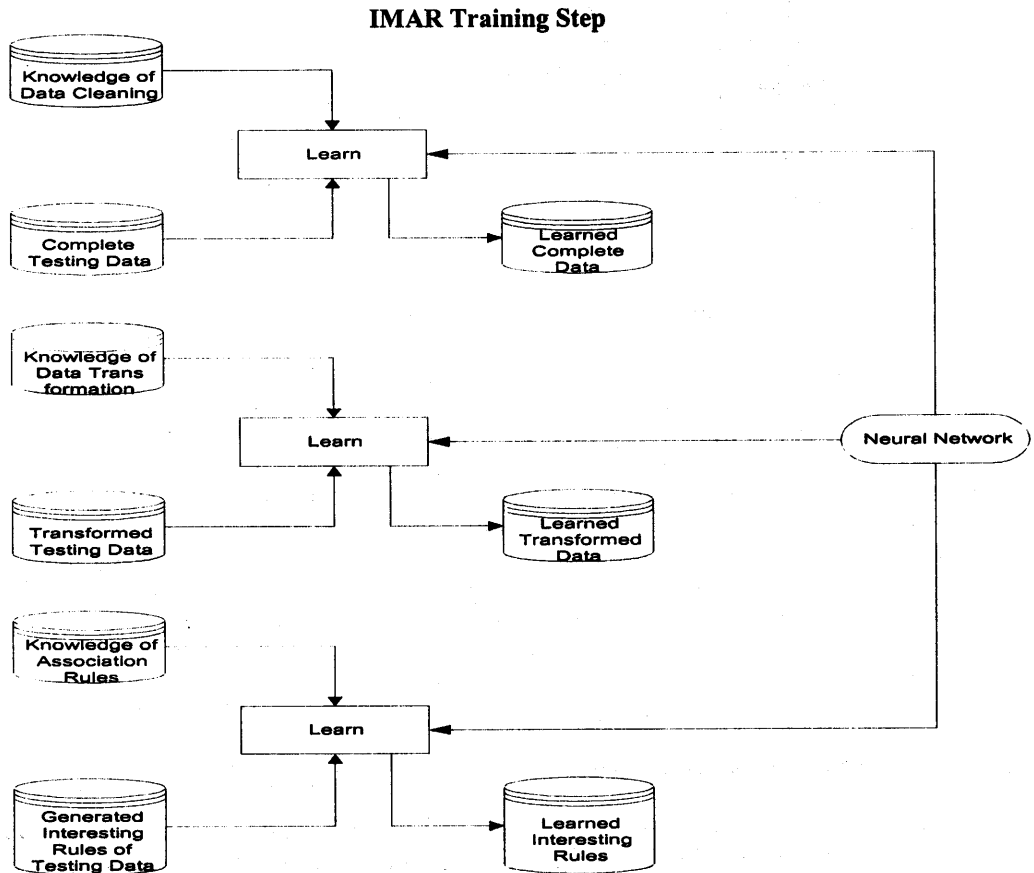 IMAR Training Step
Knowledge of
Data Cleaning
Learn
Complete
Testing Data
Learned
Complete
Data
Knowledge of
Data Trans
formation
Learn
Neural Network
Transformed
Testing Data
Learned
Transformed
Data
Knowledge of
Association
Rules
Learn
Generated
Interesting
Rules of
Testing Data
Learned
Interesting
Rules